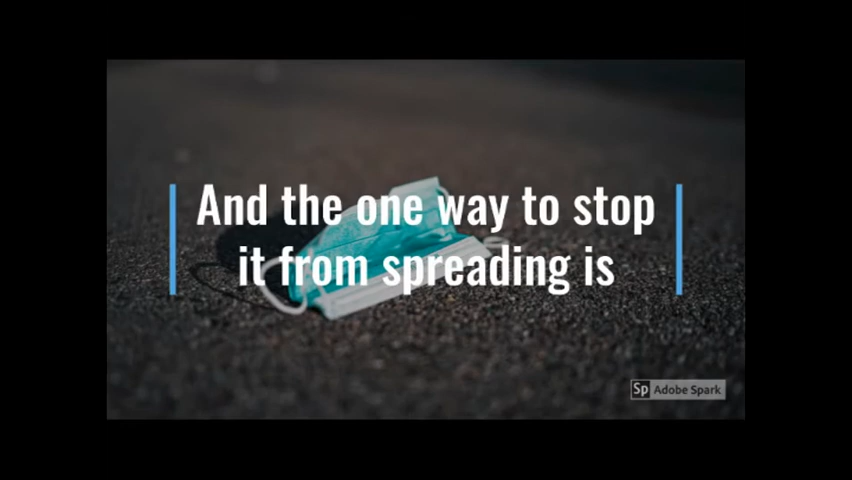 And the one way to stop
it from spreading is
Sp Adobe Spark